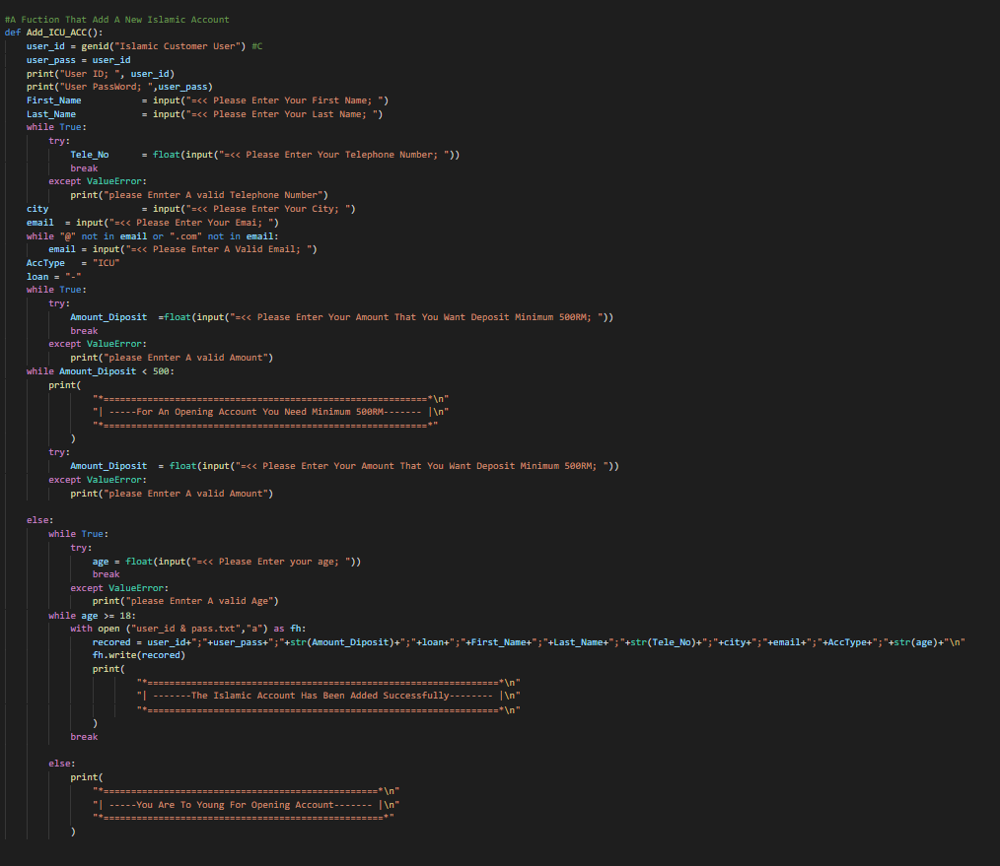 #A Fuction That Add A New Islamic Account
def Add_ICU_ACC():
    user_id = genid("Islamic Customer User") #C
    user_pass = user_id
    print("User ID; ", user_id)
    print("User PassWord; ",user_pass)
    First_Name           = input("=<< Please Enter Your First Name; ")
    Last_Name            = input("=<< Please Enter Your Last Name; ")
    while True:
        try:
            Tele_No      = float(input("=<< Please Enter Your Telephone Number; "))
            break
        except ValueError:
            print("please Ennter A valid Telephone Number")
    city                 = input("=<< Please Enter Your City; ")
    email  = input("=<< Please Enter Your Emai; ")
    while "@" not in email or ".com" not in email:
        email = input("=<< Please Enter A Valid Email; ")
    AccType   = "ICU"
    loan = "-"
    while True:
        try:
            Amount_Diposit  =float(input("=<< Please Enter Your Amount That You Want Deposit Minimum 500RM; "))
            break
        except ValueError:
            print("please Ennter A valid Amount")
    while Amount_Diposit < 500:
        print(
                "*===========================================================*\n"
                "| -----For An Opening Account You Need Minimum 500RM------- |\n"
                "*===========================================================*"
            )
        try:
            Amount_Diposit  = float(input("=<< Please Enter Your Amount That You Want Deposit Minimum 500RM; "))
        except ValueError:
            print("please Ennter A valid Amount")
    else:
        while True:
            try:
                age = float(input("=<< Please Enter your age; "))
                break
            except ValueError:
                print("please Ennter A valid Age")
        while age >= 18:
            with open ("user_id & pass.txt","a") as fh:
                recored = user_id+";"+user_pass+";"+str(Amount_Diposit)+";"+loan+";"+First_Name+";"+Last_Name+";"+str(Tele_No)+";"+city+";"+email+";"+AccType+";"+str(age)+"\n"
                fh.write(recored)
                print(
                        "*================================================================*\n"
                        "| -------The Islamic Account Has Been Added Successfully-------- |\n"
                        "*================================================================*\n"
                )
            break
        else:
            print(
                "*==================================================*\n"
                "| -----You Are To Young For Opening Account------- |\n"
                "*===================================================*"
            )